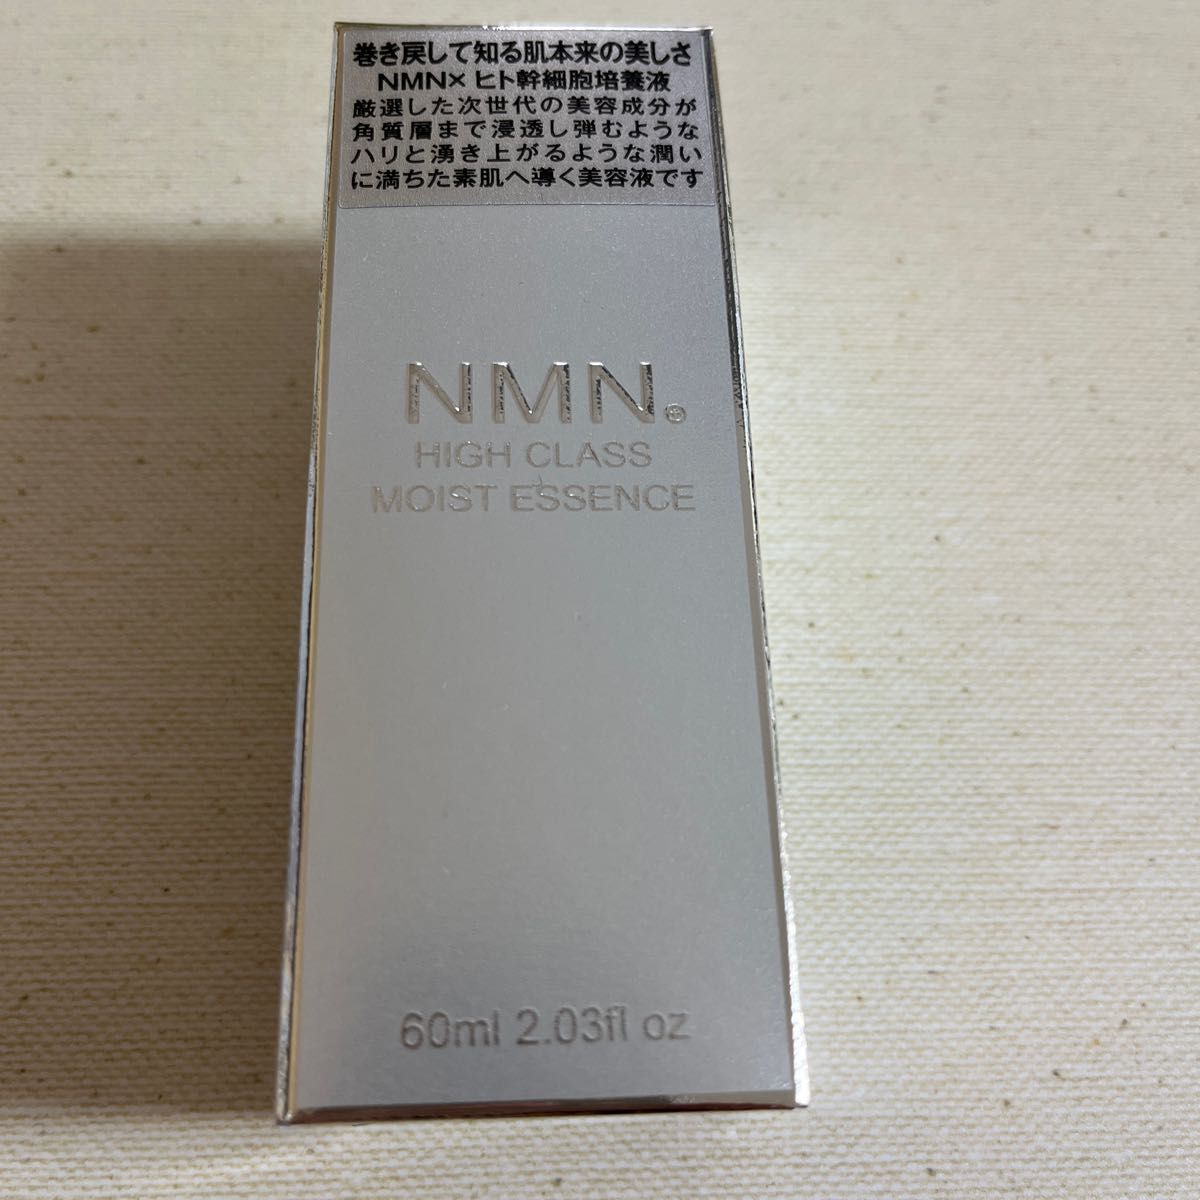 巻き戻して知る肌本来の美しさ
NMN×ヒト幹細胞培養液
厳選した次世代の美容成分が
角質層まで浸透し弾むような
ハリと湧き上がるような潤い
に満ちた素肌へ導く美容液です
NMN®
HIGH CLASS
MOIST ESSENCE
60ml 2.03fl oz